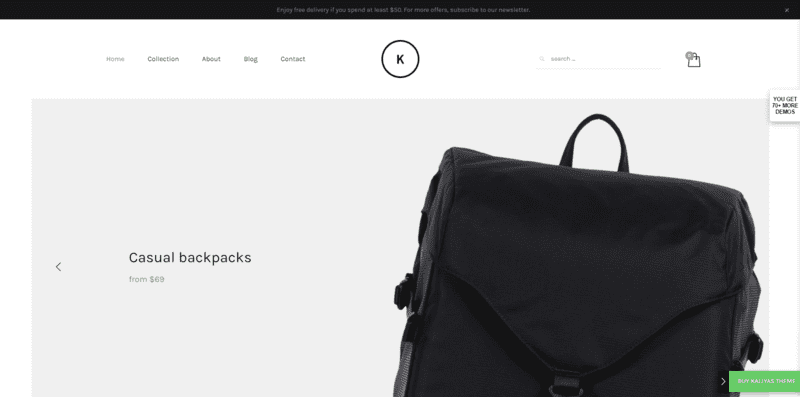 Enjoy free delivery if you spend at least $50. For more offers, subscribe to our newsletter.
Home Collection About Blog Contact
K
search ...
0
YOU GET
70+ MORE
DEMOS
Casual backpacks
from $69
BUY KALLYAS THEME